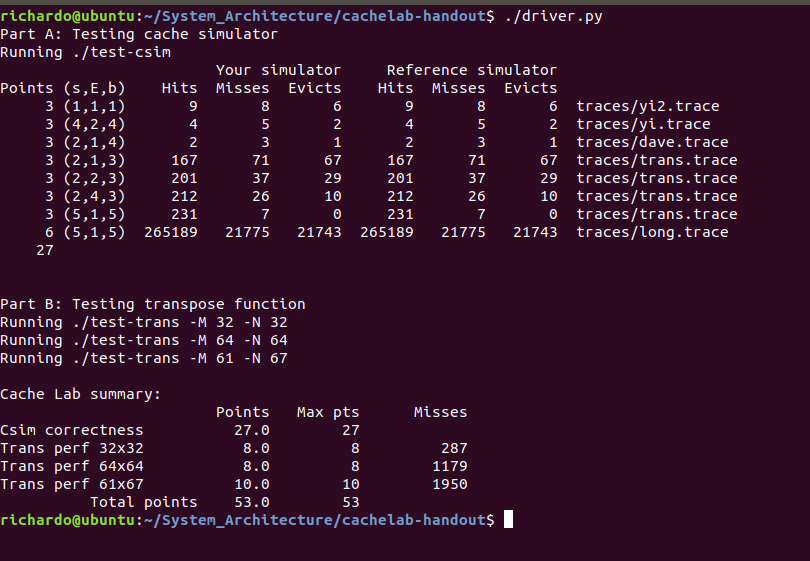 richardo@ubuntu:~/System_Architecture/cachelab-handout$ ./driver.py
Part A: Testing cache simulator
Running ./test-csim
                        Your simulator     Reference simulator
Points (s,E,b)    Hits  Misses  Evicts    Hits  Misses  Evicts
     3 (1,1,1)       9       8       6       9       8       6  traces/yi2.trace
     3 (4,2,4)       4       5       2       4       5       2  traces/yi.trace
     3 (2,1,4)       2       3       1       2       3       1  traces/dave.trace
     3 (2,1,3)     167      71      67     167      71      67  traces/trans.trace
     3 (2,2,3)     201      37      29     201      37      29  traces/trans.trace
     3 (2,4,3)     212      26      10     212      26      10  traces/trans.trace
     3 (5,1,5)     231       7       0     231       7       0  traces/trans.trace
     6 (5,1,5)  265189   21775   21743  265189   21775   21743  traces/long.trace
    27
Part B: Testing transpose function
Running ./test-trans -M 32 -N 32
Running ./test-trans -M 64 -N 64
Running ./test-trans -M 61 -N 67
Cache Lab summary:
                        Points   Max pts      Misses
Csim correctness          27.0        27
Trans perf 32x32           8.0         8         287
Trans perf 64x64           8.0         8        1179
Trans perf 61x67          10.0        10        1950
          Total points    53.0        53
richardo@ubuntu:~/System_Architecture/cachelab-handout$